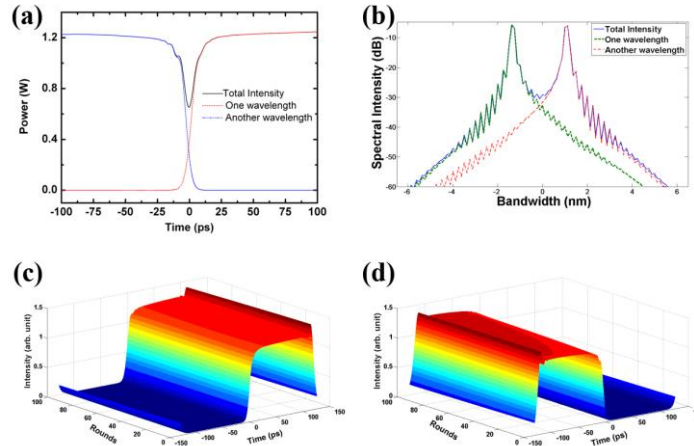 (a)
1.2
0.8
0.4
0.0
Power (W)
Total Intensity
One wavelength
Another wavelength
-100 -75 -50 -25 0 25 50 75 100
Time (ps)
(b)
-10
-20
-30
-40
-50
-60
Spectral Intensity (dB)
Total Intensity
One wavelength
Another wavelength
-6 -4 -2 0 2 4 6
Bandwidth (nm)
(c)
1.5
1
0.5
0
Intensity (arb. unit)
100 80 60 40 20 0
Rounds
-150 -100 -50 0 50 100 150
Time (ps)
(d)
1.5
1
0.5
0
Intensity (arb. unit)
100 80 60 40 20 0
Rounds
-150 -100 -50 0 50 100 150
Time (ps)